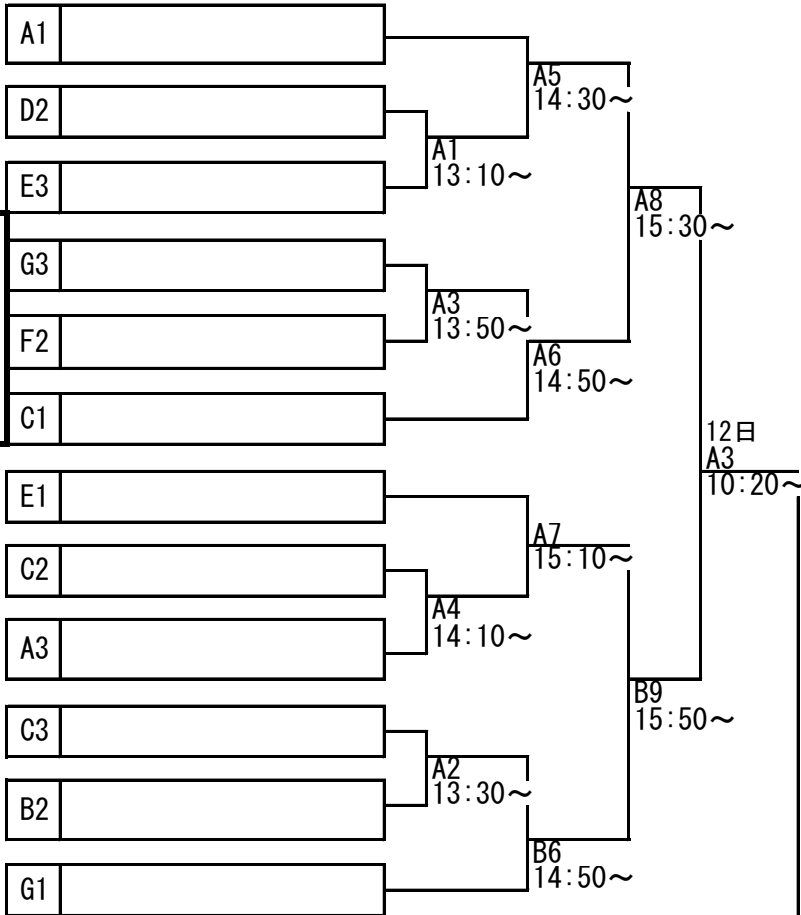 A1
A5
14:30～
D2
A1
13:10～
E3
A8
15:30～
G3
A3
13:50～
F2
A6
14:50～
C1
12日
A3
10:20～
E1
A7
15:10～
C2
A4
14:10～
A3
B9
15:50～
C3
A2
13:30～
B2
B6
14:50～
G1